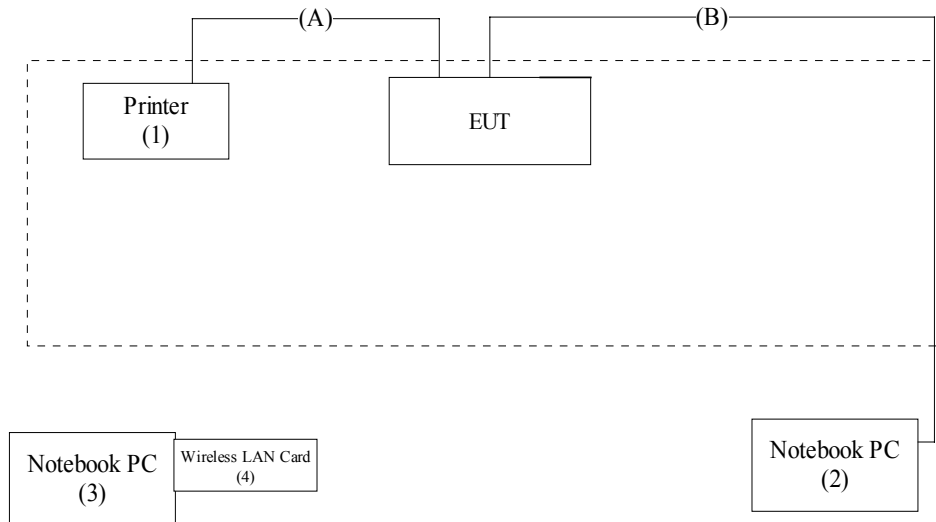 (A)
(B)
Printer
(1)
EUT
Notebook PC
(3)
Wireless LAN Card
(4)
Notebook PC
(2)